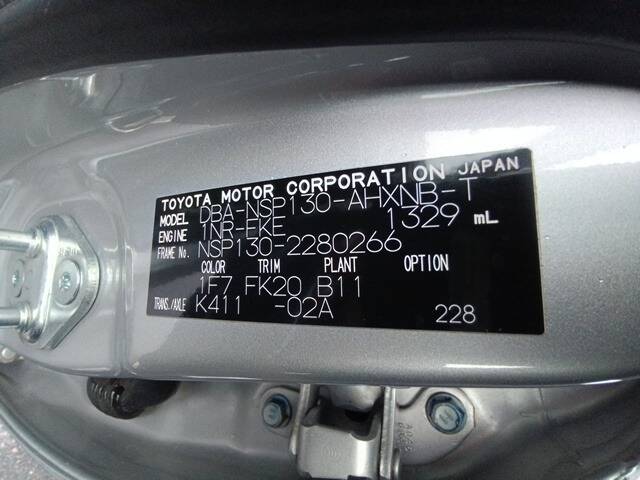 TOYOTA MOTOR CORPORATION JAPAN
MODEL DBA-NSP130-AHXNB-T
ENGINE 1NR-FKE 1329 mL
FRAME No. NSP130-2280266
COLOR TRIM PLANT OPTION
1F7 FK20 B11
TRANS./AXLE K411 -02A 228